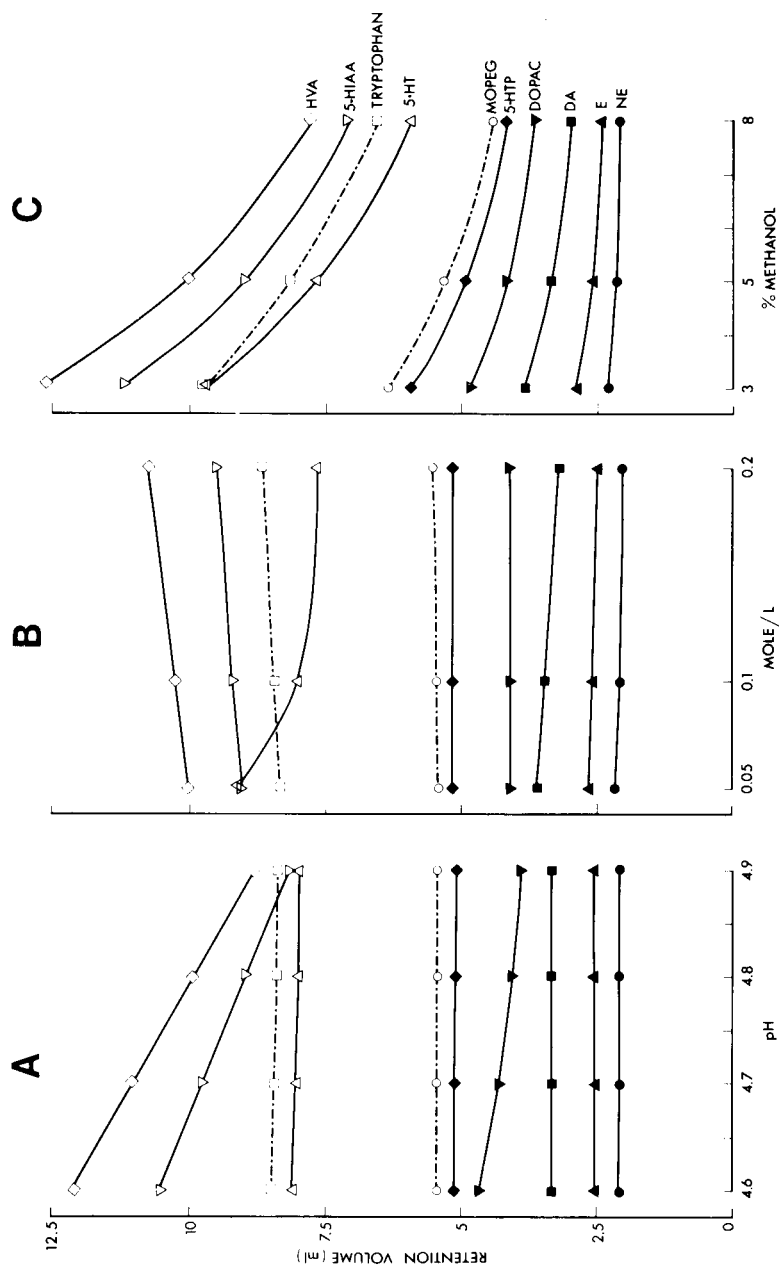 A
B
C
RETENTION VOLUME (ml)
12.5
10
7.5
5
2.5
0
4.6
4.7
4.8
4.9
pH
0.05
0.1
0.2
MOLE/L
3
5
8
% METHANOL
HVA
5-HIAA
TRYPTOPHAN
5-HT
MOPEG
5-HTP
DOPAC
DA
E
NE